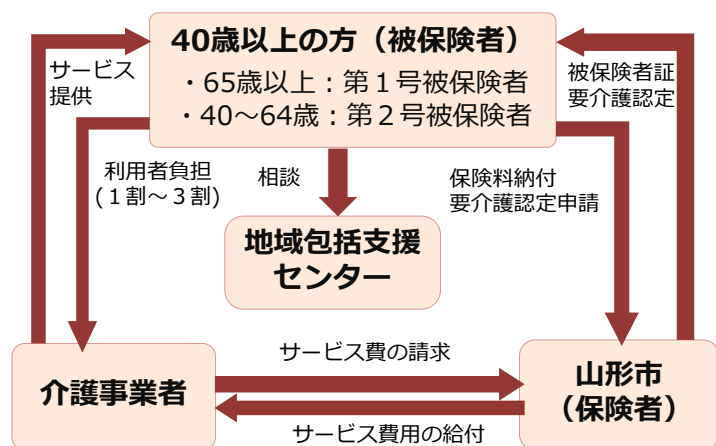 40歳以上の方（被保険者）
・65歳以上：第１号被保険者
・40～64歳：第２号被保険者
サービス
提供
被保険者証
要介護認定
利用者負担
(１割～３割)
相談
保険料納付
要介護認定申請
地域包括支援
センター
サービス費の請求
介護事業者
山形市
（保険者）
サービス費用の給付